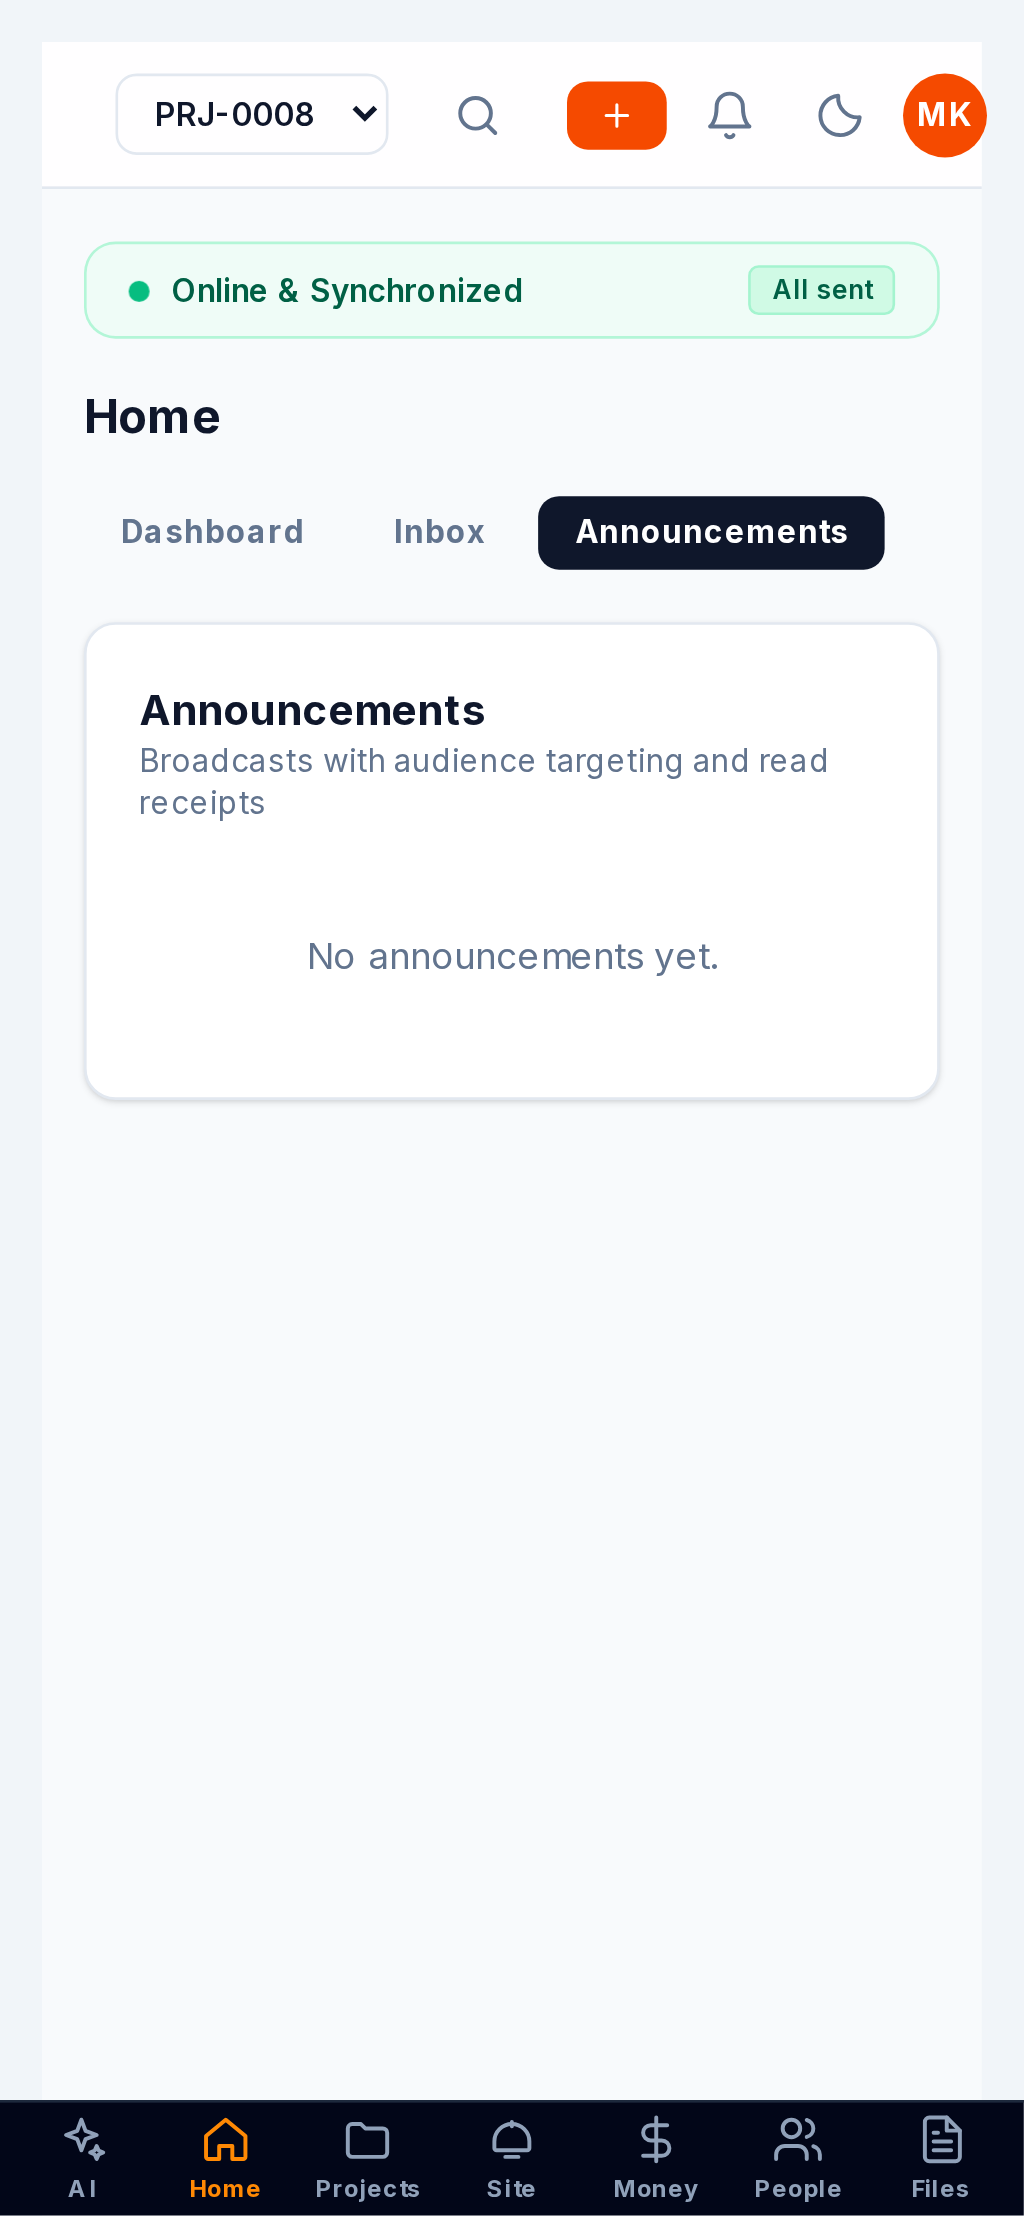 PRJ-0008
MK
Online & Synchronized
All sent
Home
Dashboard
Inbox
Announcements
Announcements
Broadcasts with audience targeting and read
receipts
No announcements yet.
AI
Home
Projects
Site
Money
People
Files